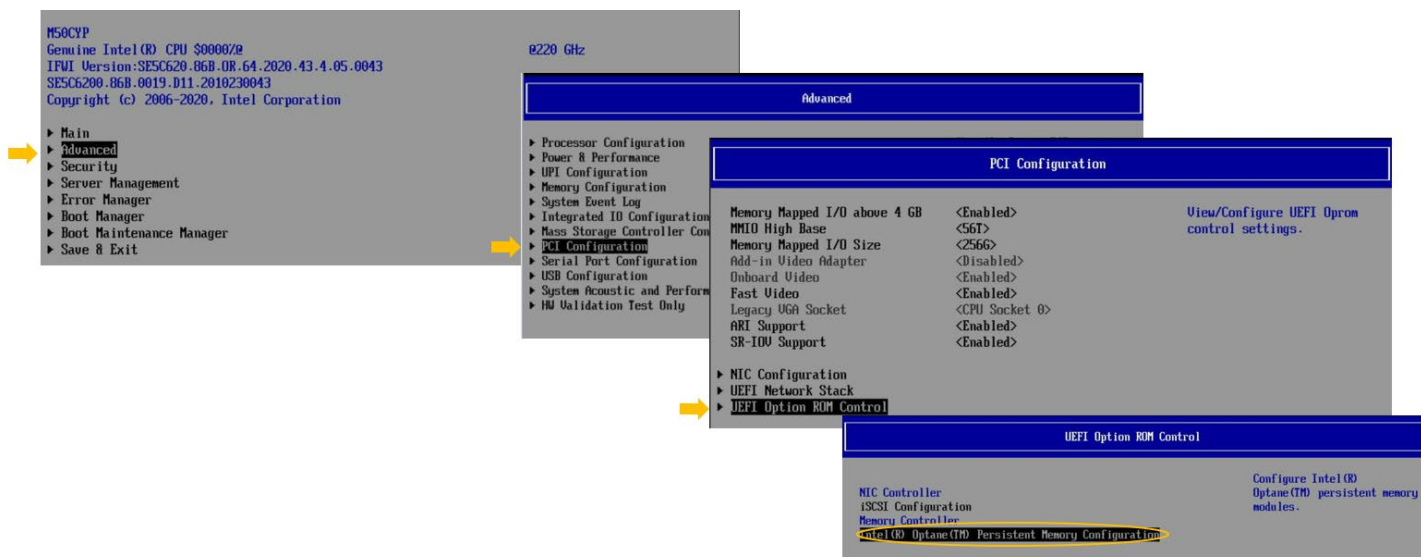 M50CYP
Genuine Intel(R) CPU $0000%@
@220 GHz
IFWI Version:SE5C620.86B.OR.64.2020.43.4.05.0043
SE5C6200.86B.0019.D11.2010230043
Copyright (c) 2006-2020, Intel Corporation
Main
Advanced
Security
Server Management
Error Manager
Boot Manager
Boot Maintenance Manager
Save & Exit
Advanced
Processor Configuration
Power & Performance
UPI Configuration
Memory Configuration
System Event Log
Integrated IO Configuration
Mass Storage Controller Con
PCI Configuration
Serial Port Configuration
USB Configuration
System Acoustic and Perform
HW Validation Test Only
PCI Configuration
Memory Mapped I/O above 4 GB <Enabled>
MMIO High Base <56T>
Memory Mapped I/O Size <256G>
Add-in Video Adapter <Disabled>
Onboard Video <Enabled>
Fast Video <Enabled>
Legacy VGA Socket <CPU Socket 0>
ARI Support <Enabled>
SR-IOV Support <Enabled>
View/Configure UEFI Oprom
control settings.
NIC Configuration
UEFI Network Stack
UEFI Option ROM Control
UEFI Option ROM Control
NIC Controller
iSCSI Configuration
Memory Controller
Intel(R) Optane(TM) Persistent Memory Configuration
Configure Intel(R)
Optane(TM) persistent memory
modules.